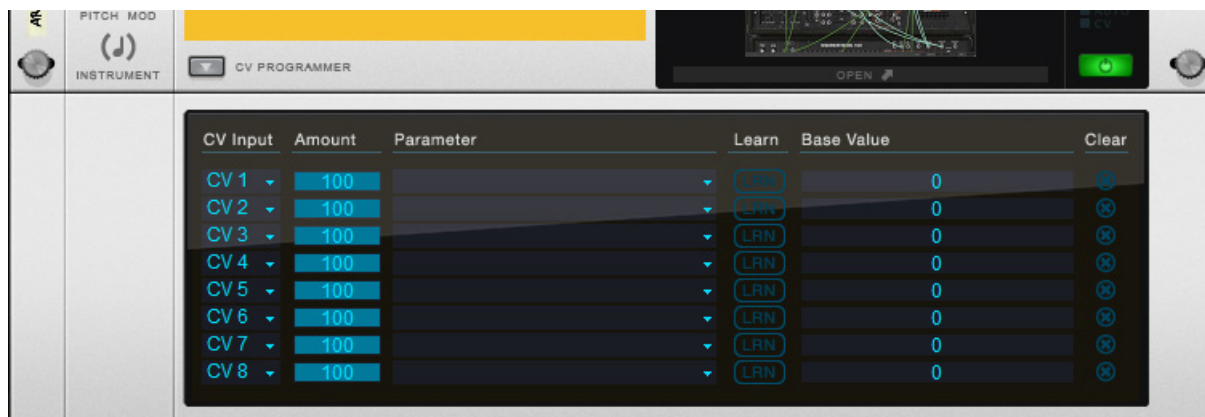 PITCH MOD
INSTRUMENT
CV PROGRAMMER
OPEN
CV
CV Input Amount Parameter Learn Base Value Clear
CV 1 100 LRN 0
CV 2 100 LRN 0
CV 3 100 LRN 0
CV 4 100 LRN 0
CV 5 100 LRN 0
CV 6 100 LRN 0
CV 7 100 LRN 0
CV 8 100 LRN 0